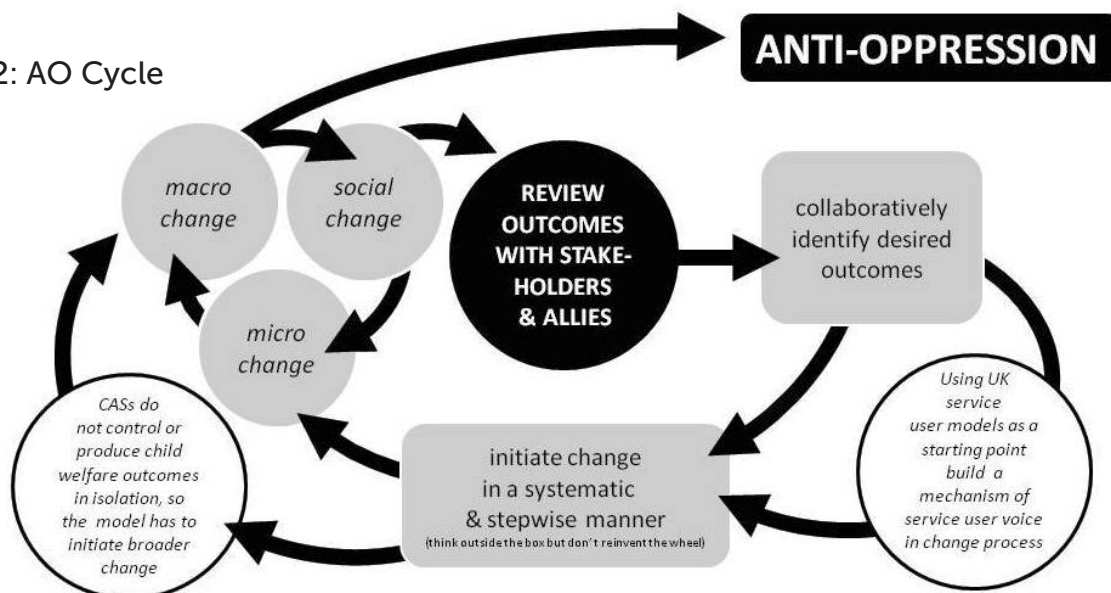 ANTI-OPPRESSION
2: AO Cycle
macro
change
social
change
micro
change
REVIEW
OUTCOMES
WITH STAKE-
HOLDERS
& ALLIES
collaboratively
identify desired
outcomes
Using UK
service
user models as a
starting point
build a
mechanism of
service user voice
in change process
initiate change
in a systematic
& stepwise manner
(think outside the box but don't reinvent the wheel)
CASs do
not control or
produce child
welfare outcomes
in isolation, so
the model has to
initiate broader
change